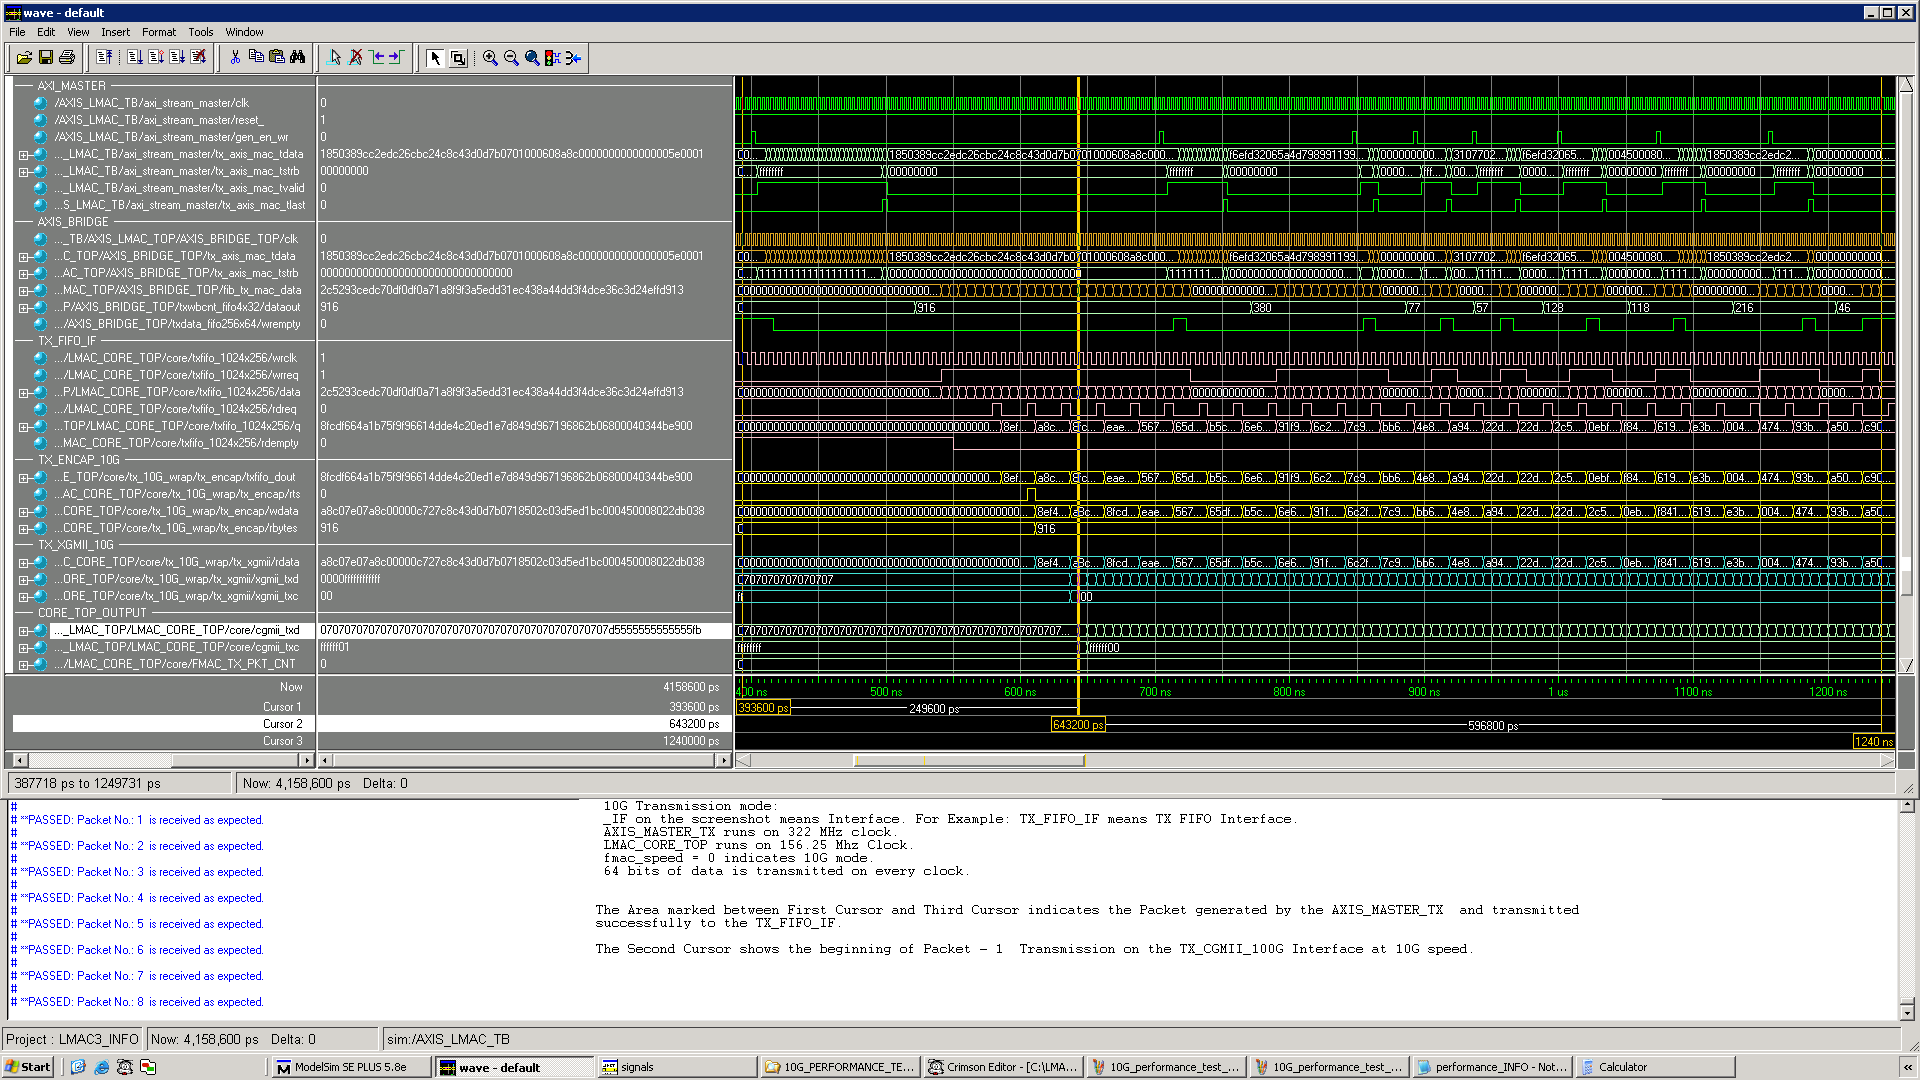 wave - default
File Edit View Insert Format Tools Window
AXI_MASTER
/AXIS_LMAC_TB/axi_stream_master/clk 0
/AXIS_LMAC_TB/axi_stream_master/reset_ 1
/AXIS_LMAC_TB/axi_stream_master/gen_en_wr 0
..._LMAC_TB/axi_stream_master/tx_axis_mac_tdata 1850389cc2edc26cbc24c8c43d0d7b0701000608a8c0000000000000005e0001
..._LMAC_TB/axi_stream_master/tx_axis_mac_tstrb 00000000
..._LMAC_TB/axi_stream_master/tx_axis_mac_tvalid 0
...S_LMAC_TB/axi_stream_master/tx_axis_mac_tlast 0
AXIS_BRIDGE
..._TB/AXIS_LMAC_TOP/AXIS_BRIDGE_TOP/clk 0
...C_TOP/AXIS_BRIDGE_TOP/tx_axis_mac_tdata 1850389cc2edc26cbc24c8c43d0d7b0701000608a8c0000000000000005e0001
...AC_TOP/AXIS_BRIDGE_TOP/tx_axis_mac_tstrb 00000000000000000000000000000000
...MAC_TOP/AXIS_BRIDGE_TOP/fib_tx_mac_data 2c5293cedc70df0df0a71a8f9f3a5edd31ec438a44dd3f4dce36c3d24effd913
...P/AXIS_BRIDGE_TOP/txwbcnt_fifo4x32/dataout 916 916 380 77 57 128 118 216 46
.../AXIS_BRIDGE_TOP/txdata_fifo256x64/wrempty 0
TX_FIFO_IF
.../LMAC_CORE_TOP/core/txfifo_1024x256/wrclk 1
.../LMAC_CORE_TOP/core/txfifo_1024x256/wrreq 1
...P/LMAC_CORE_TOP/core/txfifo_1024x256/data 2c5293cedc70df0df0a71a8f9f3a5edd31ec438a44dd3f4dce36c3d24effd913
.../LMAC_CORE_TOP/core/txfifo_1024x256/rdreq 0
...TOP/LMAC_CORE_TOP/core/txfifo_1024x256/q 8fcdf664a1b75f9f96614dde4c20ed1e7d849d967196862b06800040344be900
...MAC_CORE_TOP/core/txfifo_1024x256/rdempty 0
TX_ENCAP_10G
...E_TOP/core/tx_10G_wrap/tx_encap/txfifo_dout 8fcdf664a1b75f9f96614dde4c20ed1e7d849d967196862b06800040344be900
...AC_CORE_TOP/core/tx_10G_wrap/tx_encap/rts 0
...CORE_TOP/core/tx_10G_wrap/tx_encap/wdata a8c07e07a8c00000c727c8c43d0d7b0718502c03d5ed1bc000450008022db038
...CORE_TOP/core/tx_10G_wrap/tx_encap/rbytes 916 916
TX_XGMII_10G
...C_CORE_TOP/core/tx_10G_wrap/tx_xgmii/rdata a8c07e07a8c00000c727c8c43d0d7b0718502c03d5ed1bc000450008022db038
...ORE_TOP/core/tx_10G_wrap/tx_xgmii/xgmii_txd 0000ffffffffffff
...ORE_TOP/core/tx_10G_wrap/tx_xgmii/xgmii_txc 00
CORE_TOP_OUTPUT
..._LMAC_TOP/LMAC_CORE_TOP/core/cgmii_txd 070707070707070707070707070707070707070707070707d5555555555555fb
..._LMAC_TOP/LMAC_CORE_TOP/core/cgmii_txc ffffff01 ffffff00
.../LMAC_CORE_TOP/core/FMAC_TX_PKT_CNT 0
Now 4158600 ps 400 ns 500 ns 600 ns 700 ns 800 ns 900 ns 1 us 1100 ns 1200 ns
Cursor 1 393600 ps 393600 ps 249600 ps
Cursor 2 643200 ps 643200 ps 596800 ps
Cursor 3 1240000 ps 1240 ns
387718 ps to 1249731 ps Now: 4,158,600 ps Delta: 0
#
# **PASSED: Packet No.: 1 is received as expected.
#
# **PASSED: Packet No.: 2 is received as expected.
#
# **PASSED: Packet No.: 3 is received as expected.
#
# **PASSED: Packet No.: 4 is received as expected.
#
# **PASSED: Packet No.: 5 is received as expected.
#
# **PASSED: Packet No.: 6 is received as expected.
#
# **PASSED: Packet No.: 7 is received as expected.
#
# **PASSED: Packet No.: 8 is received as expected.
10G Transmission mode:
_IF on the screenshot means Interface. For Example: TX_FIFO_IF means TX FIFO Interface.
AXIS_MASTER_TX runs on 322 MHz clock.
LMAC_CORE_TOP runs on 156.25 Mhz Clock.
fmac_speed = 0 indicates 10G mode.
64 bits of data is transmitted on every clock.
The Area marked between First Cursor and Third Cursor indicates the Packet generated by the AXIS_MASTER_TX and transmitted
successfully to the TX_FIFO_IF.
The Second Cursor shows the beginning of Packet - 1 Transmission on the TX_CGMII_100G Interface at 10G speed.
Project : LMAC3_INFO Now: 4,158,600 ps Delta: 0 sim:/AXIS_LMAC_TB
Start ModelSim SE PLUS 5.8e wave - default signals 10G_PERFORMANCE_TE... Crimson Editor - [C:\LMA... 10G_performance_test_... 10G_performance_test_... performance_INFO - Not... Calculator